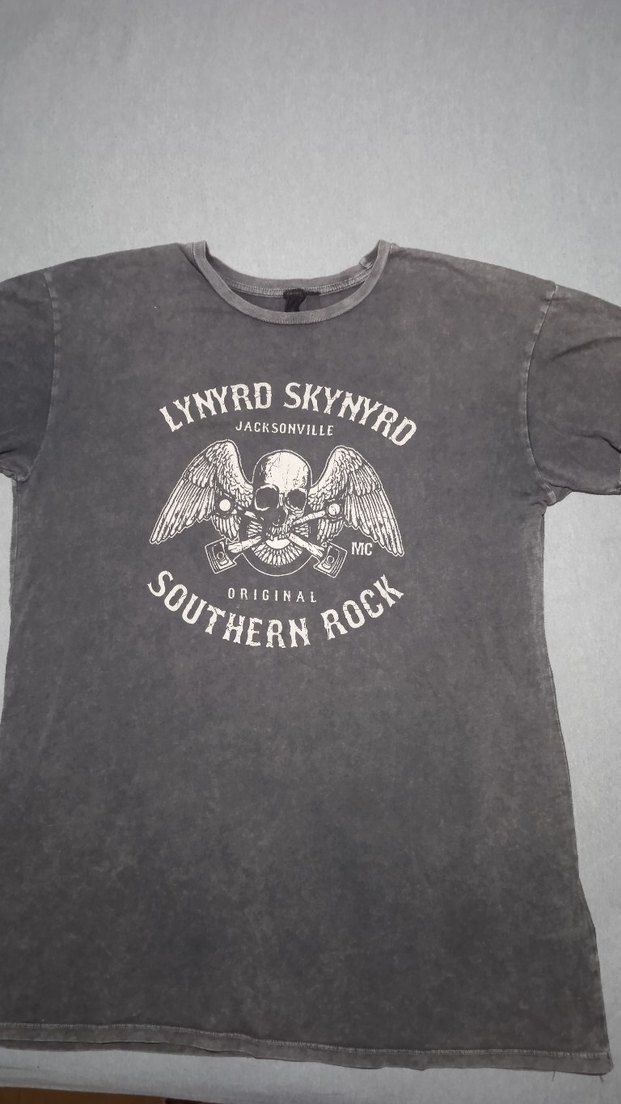 LYNYRD SKYNYRD
JACKSONVILLE
MC
ORIGINAL
SOUTHERN ROCK